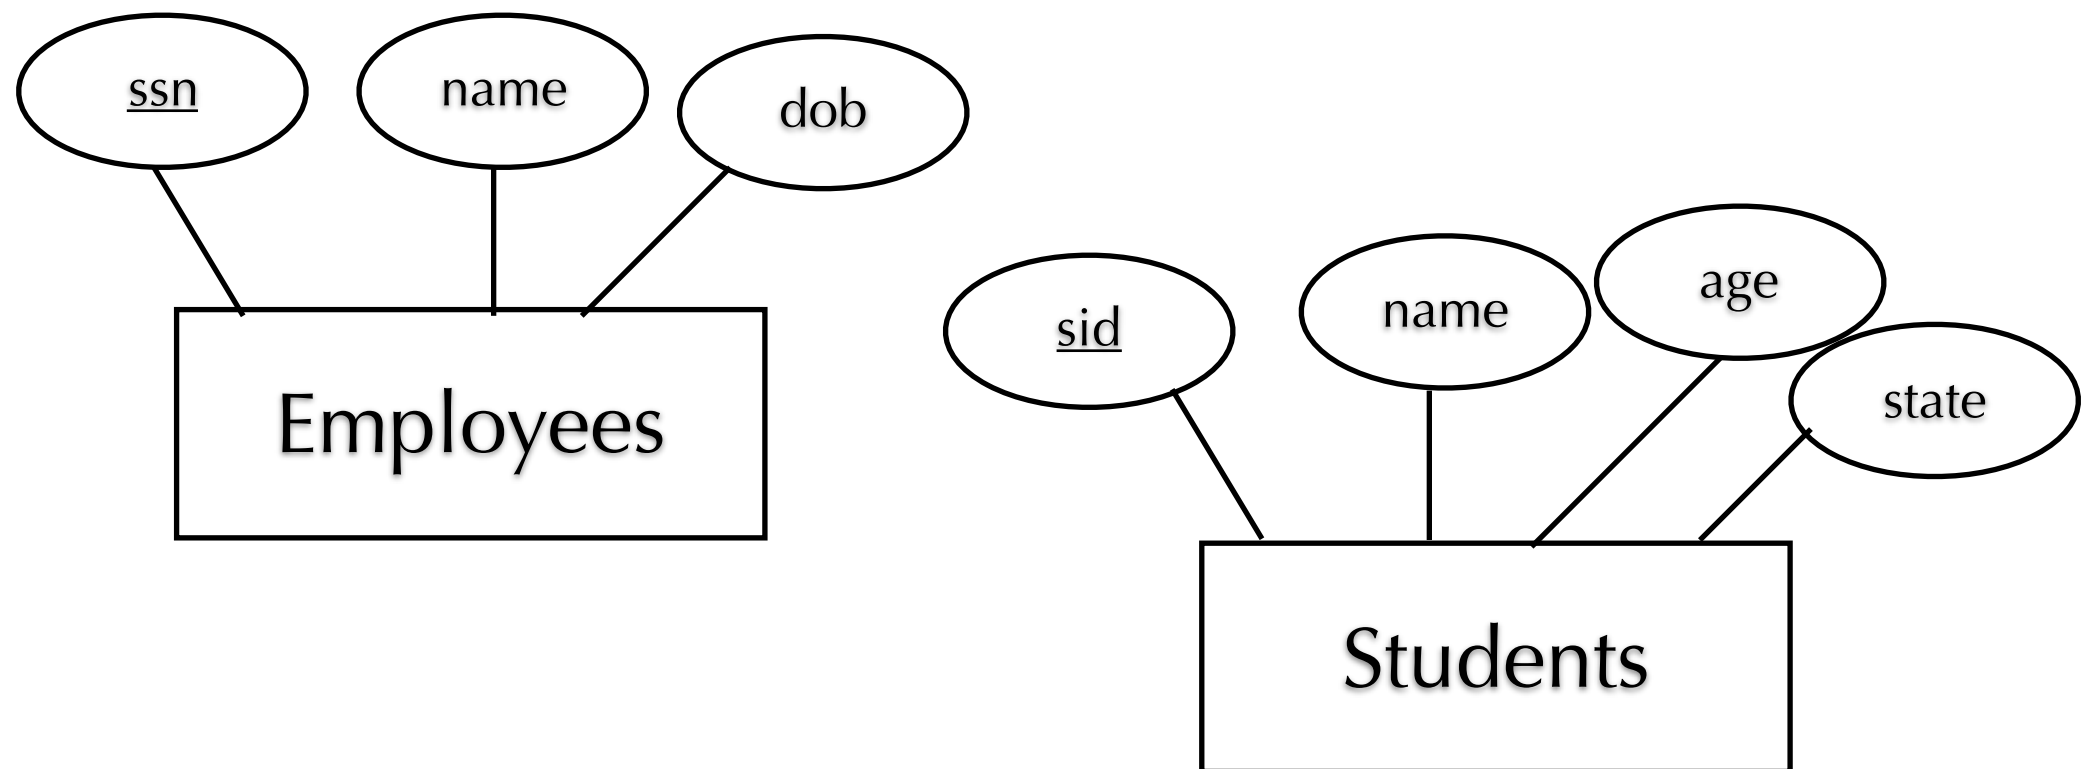 ssn
name
dob
Employees
sid
name
age
state
Students